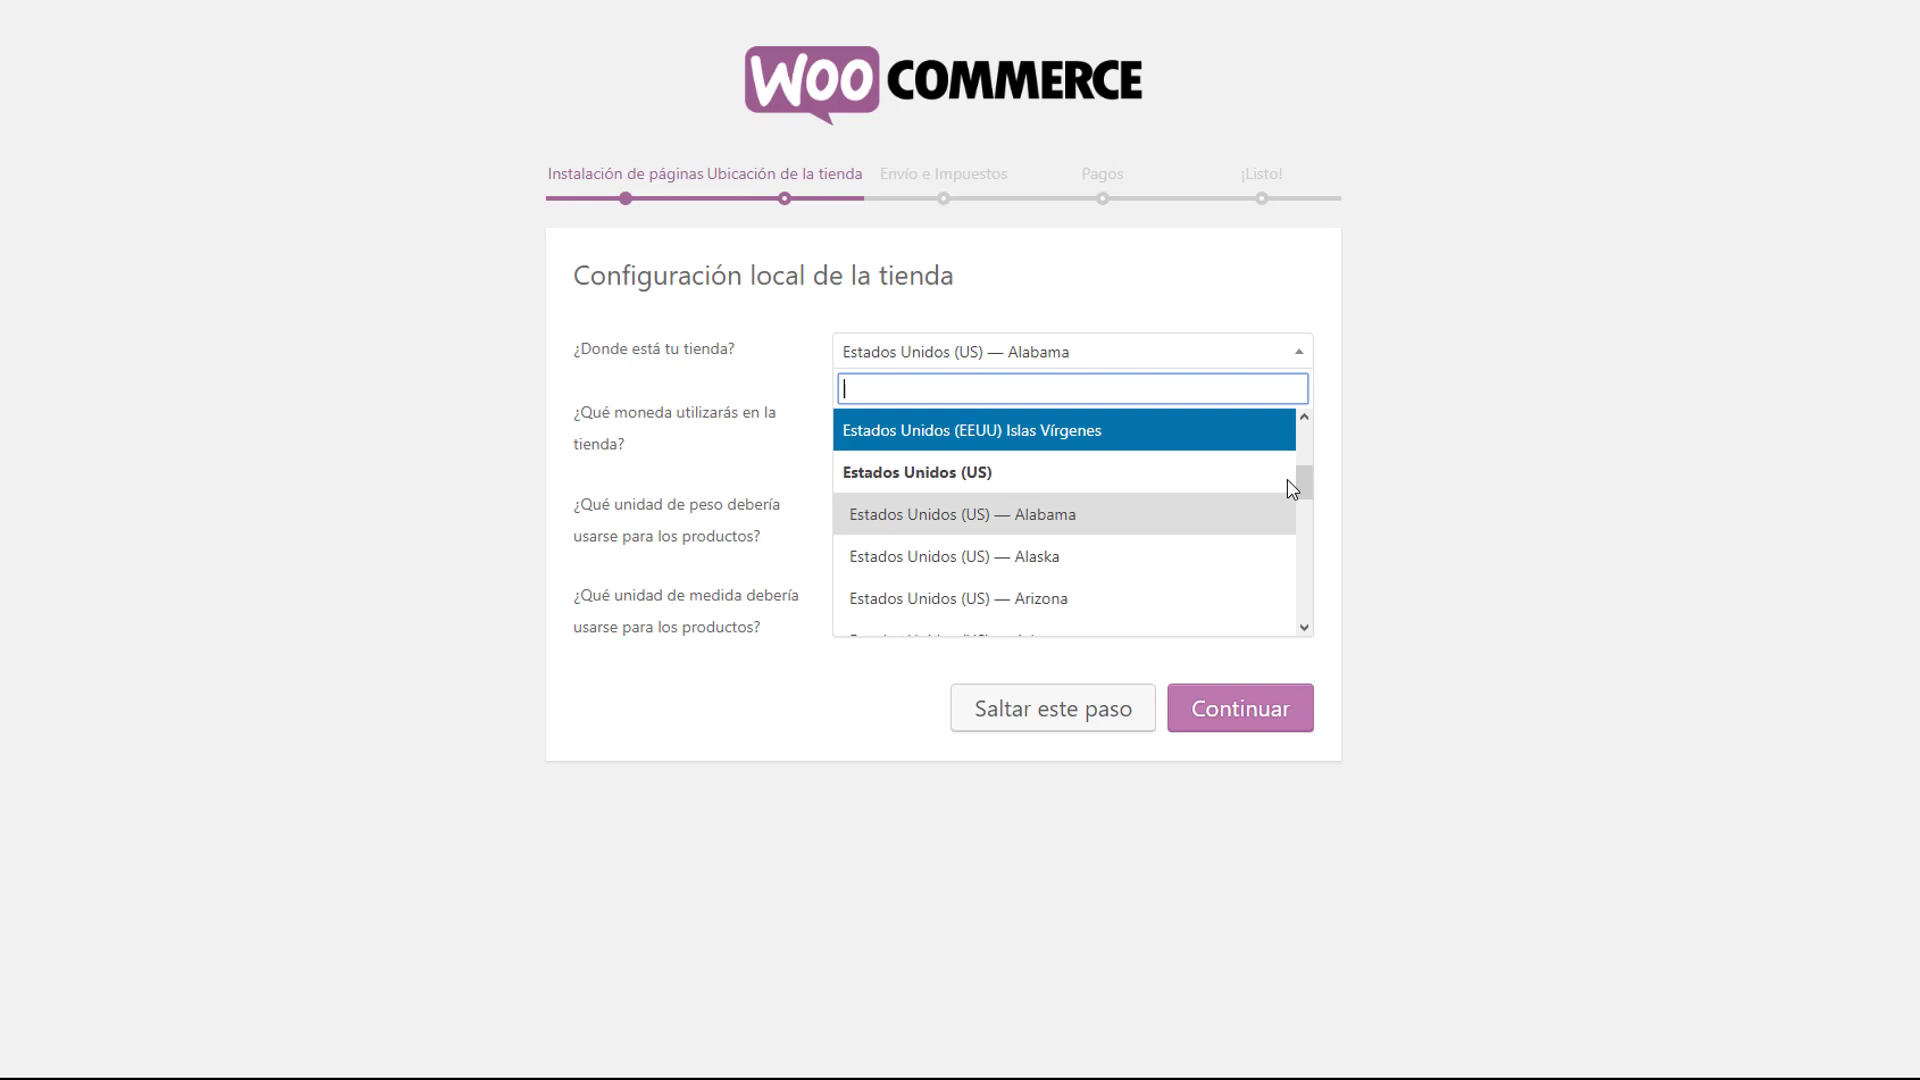 WOO COMMERCE
Instalación de páginas Ubicación de la tienda Envío e Impuestos Pagos ¡Listo!
Configuración local de la tienda
¿Donde está tu tienda?
Estados Unidos (US) — Alabama
Estados Unidos (EEUU) Islas Vírgenes
Estados Unidos (US)
Estados Unidos (US) — Alabama
Estados Unidos (US) — Alaska
Estados Unidos (US) — Arizona
¿Qué moneda utilizarás en la
tienda?
¿Qué unidad de peso debería
usarse para los productos?
¿Qué unidad de medida debería
usarse para los productos?
Saltar este paso
Continuar